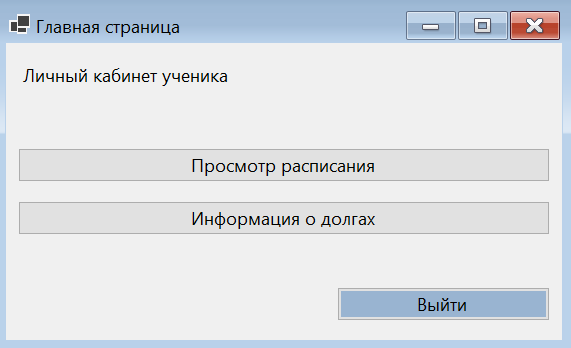 Главная страница
Личный кабинет ученика
Просмотр расписания
Информация о долгах
Выйти